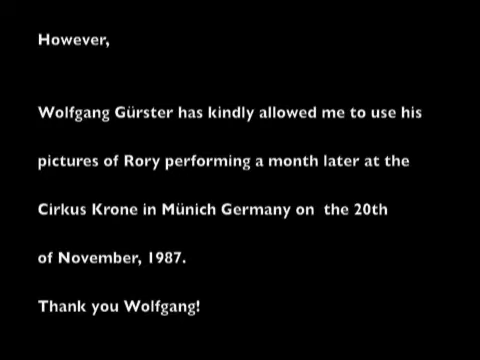 However,
Wolfgang Gürster has kindly allowed me to use his
pictures of Rory performing a month later at the
Cirkus Krone in Münich Germany on  the 20th
of November, 1987.
Thank you Wolfgang!